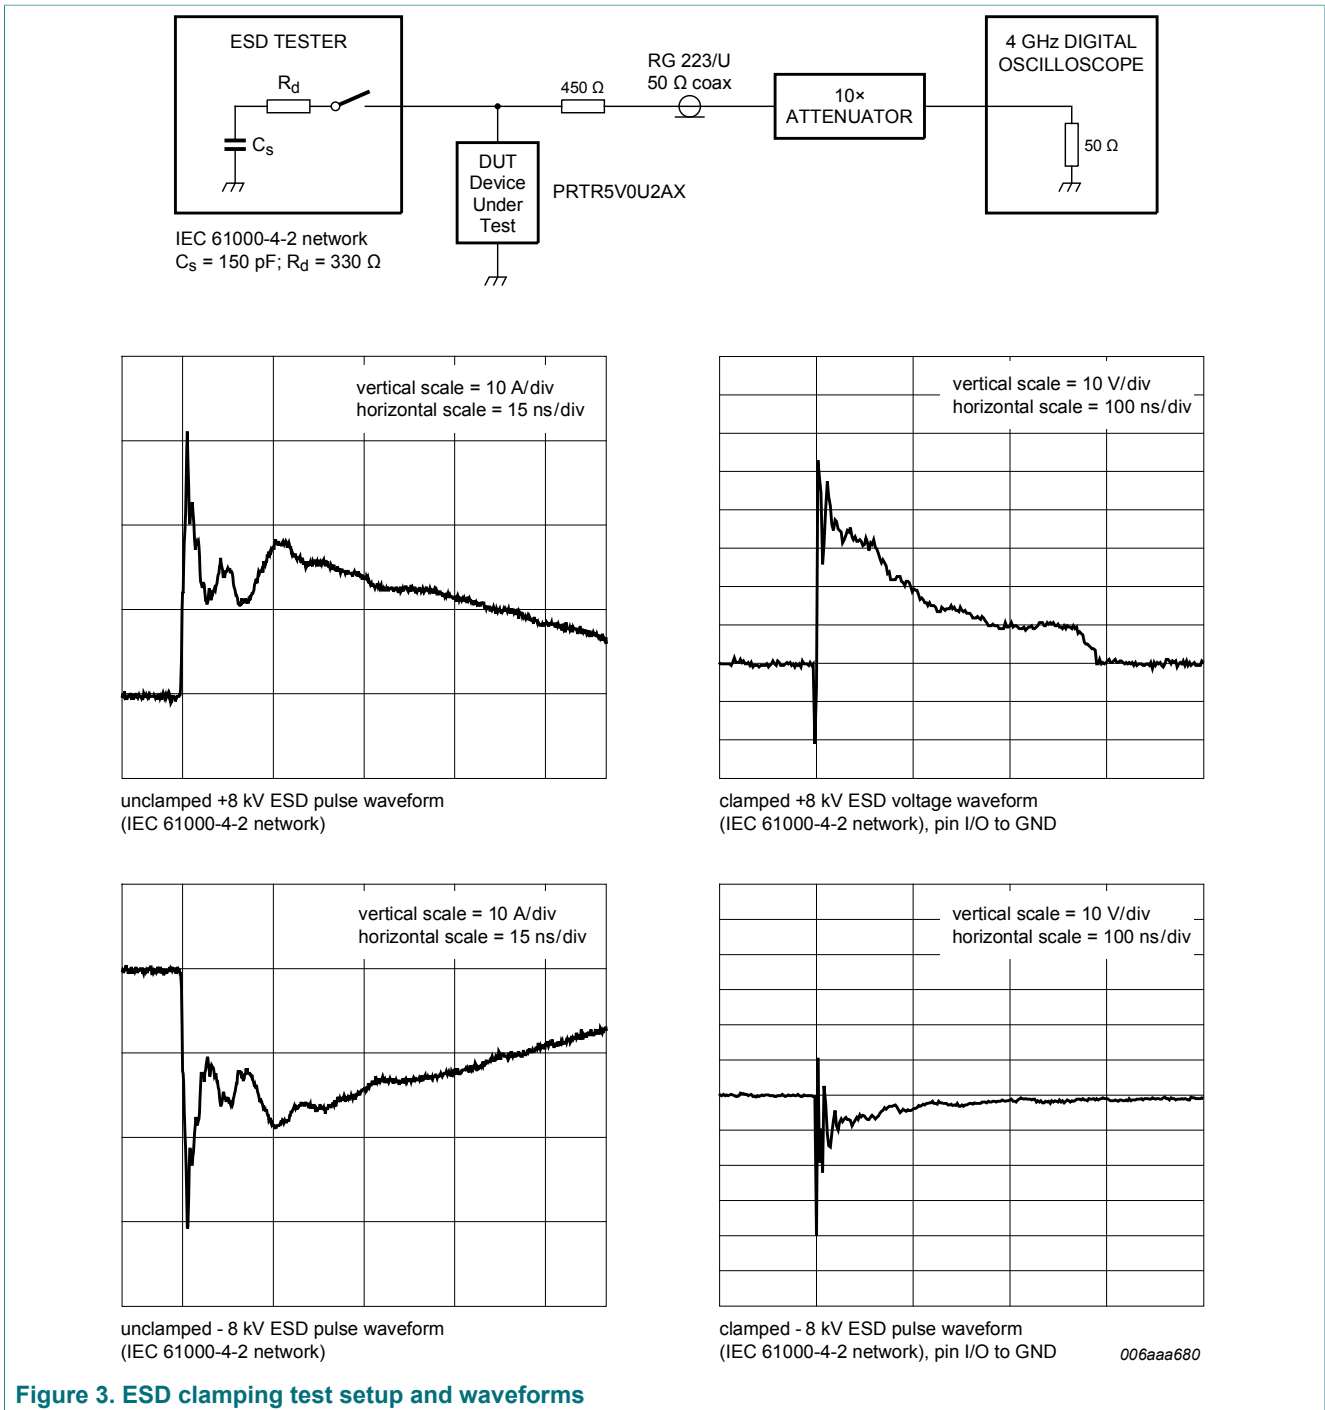 ESD TESTER
R_d
C_s
IEC 61000-4-2 network
C_s = 150 pF; R_d = 330 Ω
DUT
Device
Under
Test
PRTR5V0U2AX
450 Ω
RG 223/U
50 Ω coax
10×
ATTENUATOR
4 GHz DIGITAL
OSCILLOSCOPE
50 Ω
vertical scale = 10 A/div
horizontal scale = 15 ns/div
unclamped +8 kV ESD pulse waveform
(IEC 61000-4-2 network)
vertical scale = 10 V/div
horizontal scale = 100 ns/div
clamped +8 kV ESD voltage waveform
(IEC 61000-4-2 network), pin I/O to GND
vertical scale = 10 A/div
horizontal scale = 15 ns/div
unclamped - 8 kV ESD pulse waveform
(IEC 61000-4-2 network)
vertical scale = 10 V/div
horizontal scale = 100 ns/div
clamped - 8 kV ESD pulse waveform
(IEC 61000-4-2 network), pin I/O to GND
006aaa680
Figure 3. ESD clamping test setup and waveforms